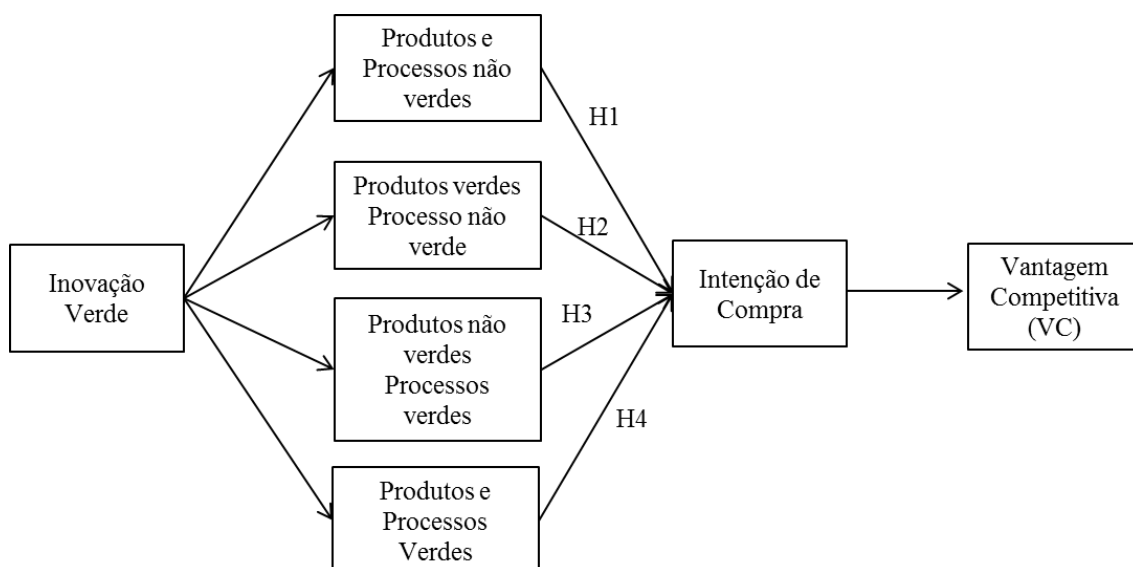 Produtos e
Processos não
verdes
H1
Produtos verdes
Processo não
verde
H2
Inovação
Verde
Intenção de
Compra
Vantagem
Competitiva
(VC)
Produtos não
verdes
Processos
verdes
H3
H4
Produtos e
Processos
Verdes